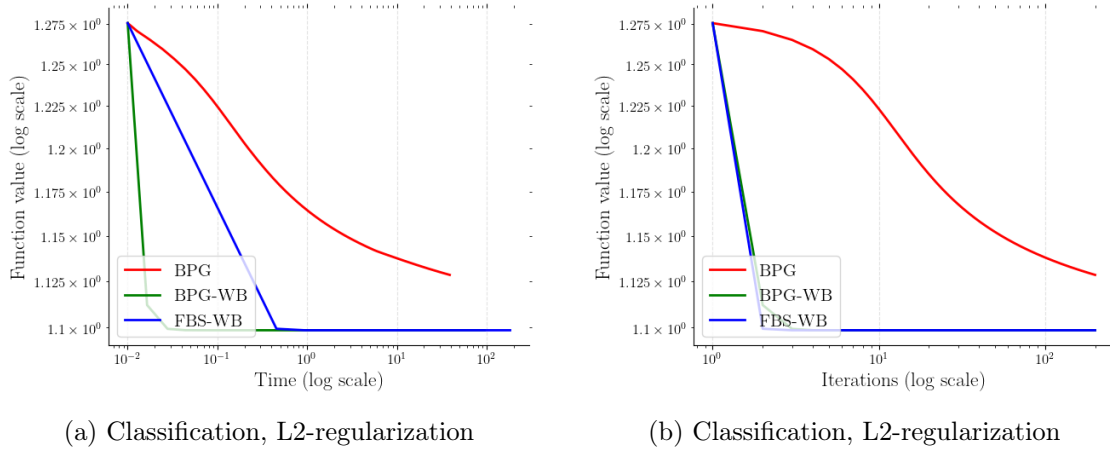 1.275 × 10⁰
1.25 × 10⁰
1.225 × 10⁰
1.2 × 10⁰
1.175 × 10⁰
1.15 × 10⁰
1.125 × 10⁰
1.1 × 10⁰
Function value (log scale)
BPG
BPG-WB
FBS-WB
10⁻² 10⁻¹ 10⁰ 10¹ 10²
Time (log scale)
(a) Classification, L2-regularization
1.275 × 10⁰
1.25 × 10⁰
1.225 × 10⁰
1.2 × 10⁰
1.175 × 10⁰
1.15 × 10⁰
1.125 × 10⁰
1.1 × 10⁰
Function value (log scale)
BPG
BPG-WB
FBS-WB
10⁰ 10¹ 10²
Iterations (log scale)
(b) Classification, L2-regularization